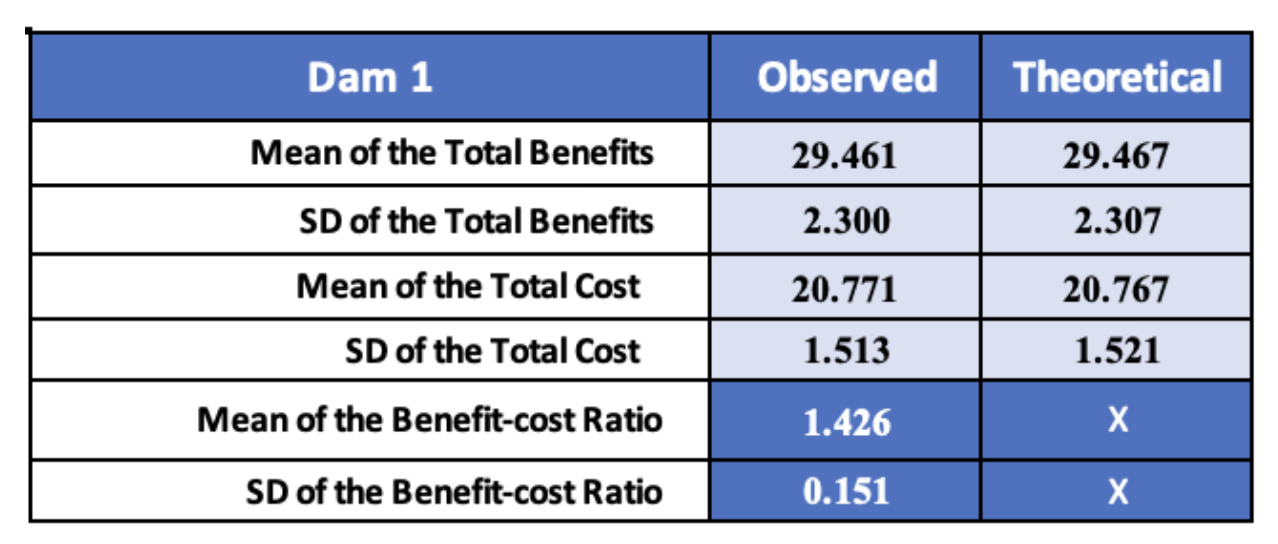 Dam 1 Observed Theoretical
Mean of the Total Benefits 29.461 29.467
SD of the Total Benefits 2.300 2.307
Mean of the Total Cost 20.771 20.767
SD of the Total Cost 1.513 1.521
Mean of the Benefit-cost Ratio 1.426 X
SD of the Benefit-cost Ratio 0.151 X